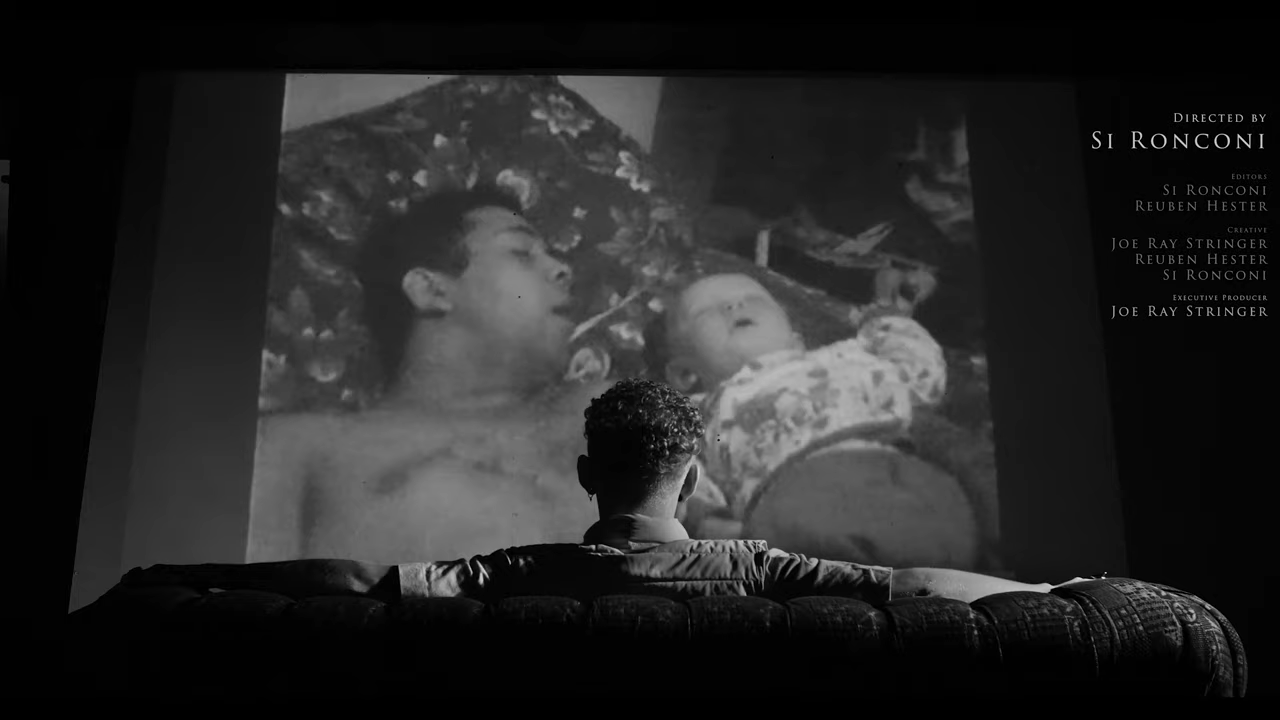 Directed by
Si Ronconi
Editors
Si Ronconi
Reuben Hester
Creative
Joe Ray Stringer
Reuben Hester
Si Ronconi
Executive Producer
Joe Ray Stringer